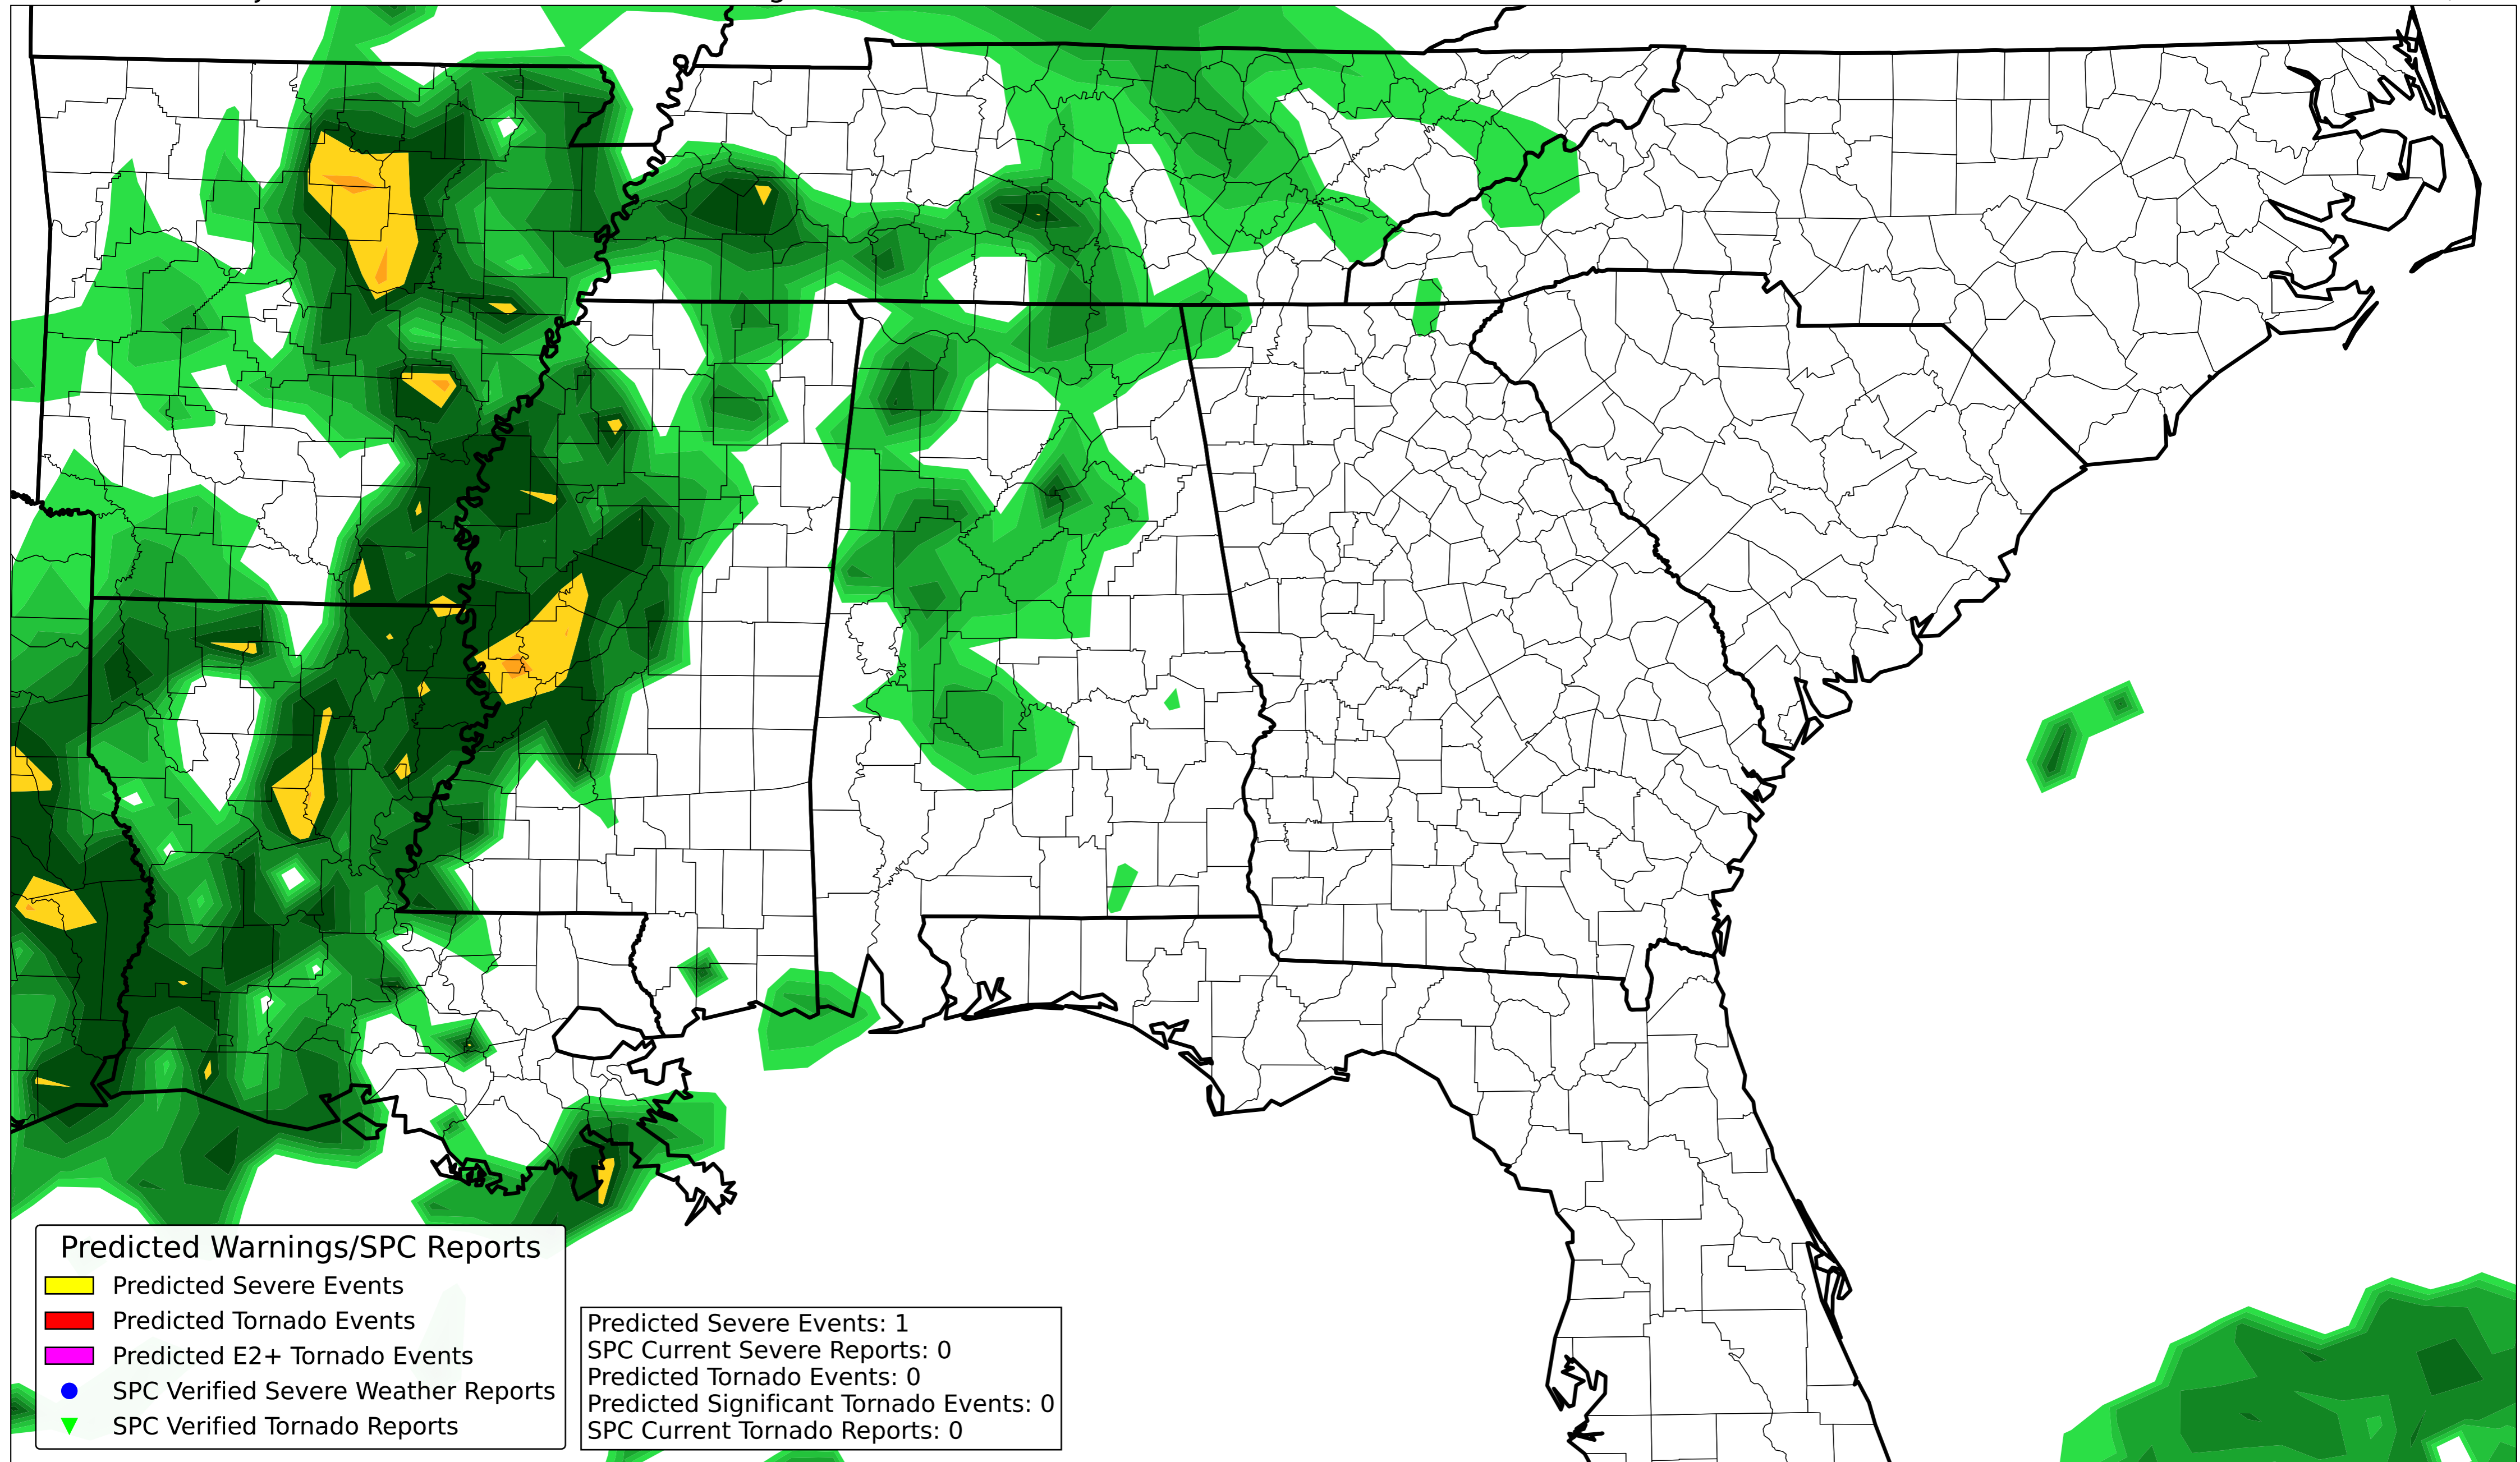 Predicted Warnings/SPC Reports
Predicted Severe Events
Predicted Tornado Events
Predicted E2+ Tornado Events
SPC Verified Severe Weather Reports
SPC Verified Tornado Reports
Predicted Severe Events: 1
SPC Current Severe Reports: 0
Predicted Tornado Events: 0
Predicted Significant Tornado Events: 0
SPC Current Tornado Reports: 0